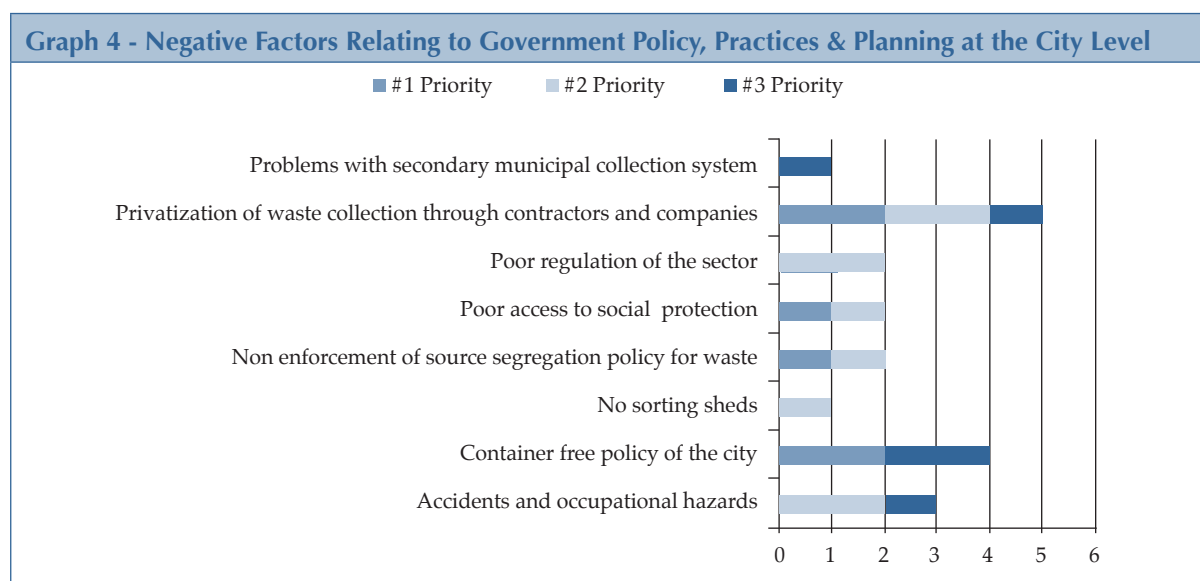 Graph 4 - Negative Factors Relating to Government Policy, Practices & Planning at the City Level
#1 Priority #2 Priority #3 Priority
Problems with secondary municipal collection system
Privatization of waste collection through contractors and companies
Poor regulation of the sector
Poor access to social protection
Non enforcement of source segregation policy for waste
No sorting sheds
Container free policy of the city
Accidents and occupational hazards
0 1 2 3 4 5 6